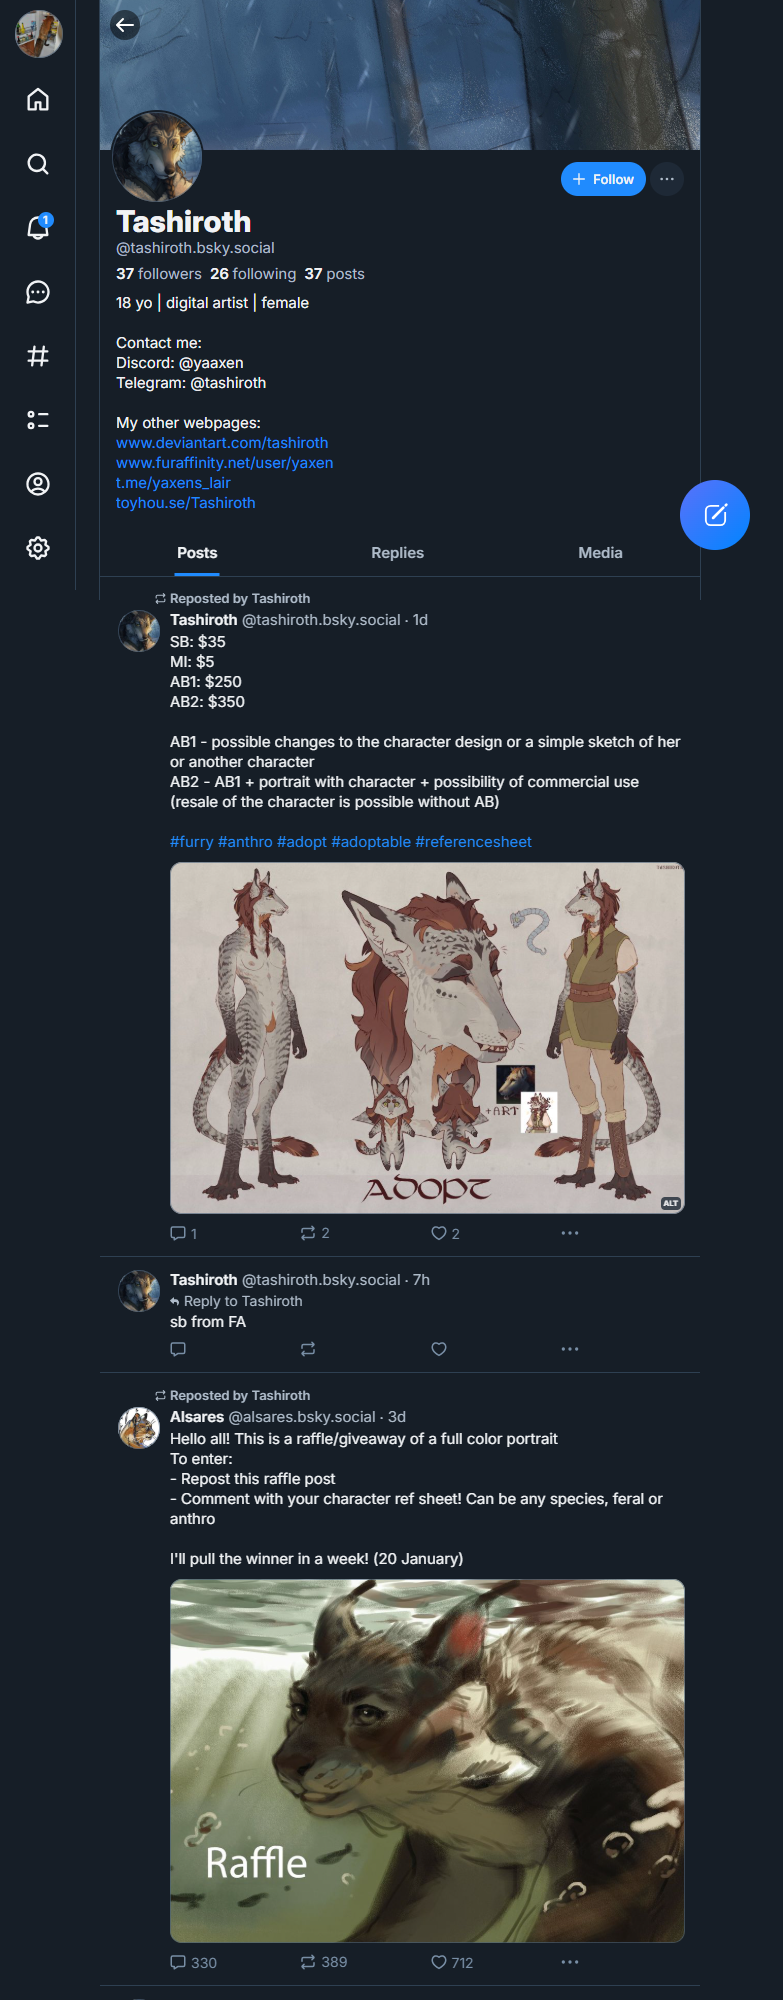 1
+ Follow
Tashiroth
@tashiroth.bsky.social
37 followers 26 following 37 posts
18 yo | digital artist | female
Contact me:
Discord: @yaaxen
Telegram: @tashiroth
My other webpages:
www.deviantart.com/tashiroth
www.furaffinity.net/user/yaxen
t.me/yaxens_lair
toyhou.se/Tashiroth
Posts Replies Media
Reposted by Tashiroth
Tashiroth @tashiroth.bsky.social · 1d
SB: $35
MI: $5
AB1: $250
AB2: $350
AB1 - possible changes to the character design or a simple sketch of her
or another character
AB2 - AB1 + portrait with character + possibility of commercial use
(resale of the character is possible without AB)
#furry #anthro #adopt #adoptable #referencesheet
+ART
ADOPT
ALT
1 2 2
Tashiroth @tashiroth.bsky.social · 7h
Reply to Tashiroth
sb from FA
Reposted by Tashiroth
Alsares @alsares.bsky.social · 3d
Hello all! This is a raffle/giveaway of a full color portrait
To enter:
- Repost this raffle post
- Comment with your character ref sheet! Can be any species, feral or
anthro
I'll pull the winner in a week! (20 January)
Raffle
330 389 712